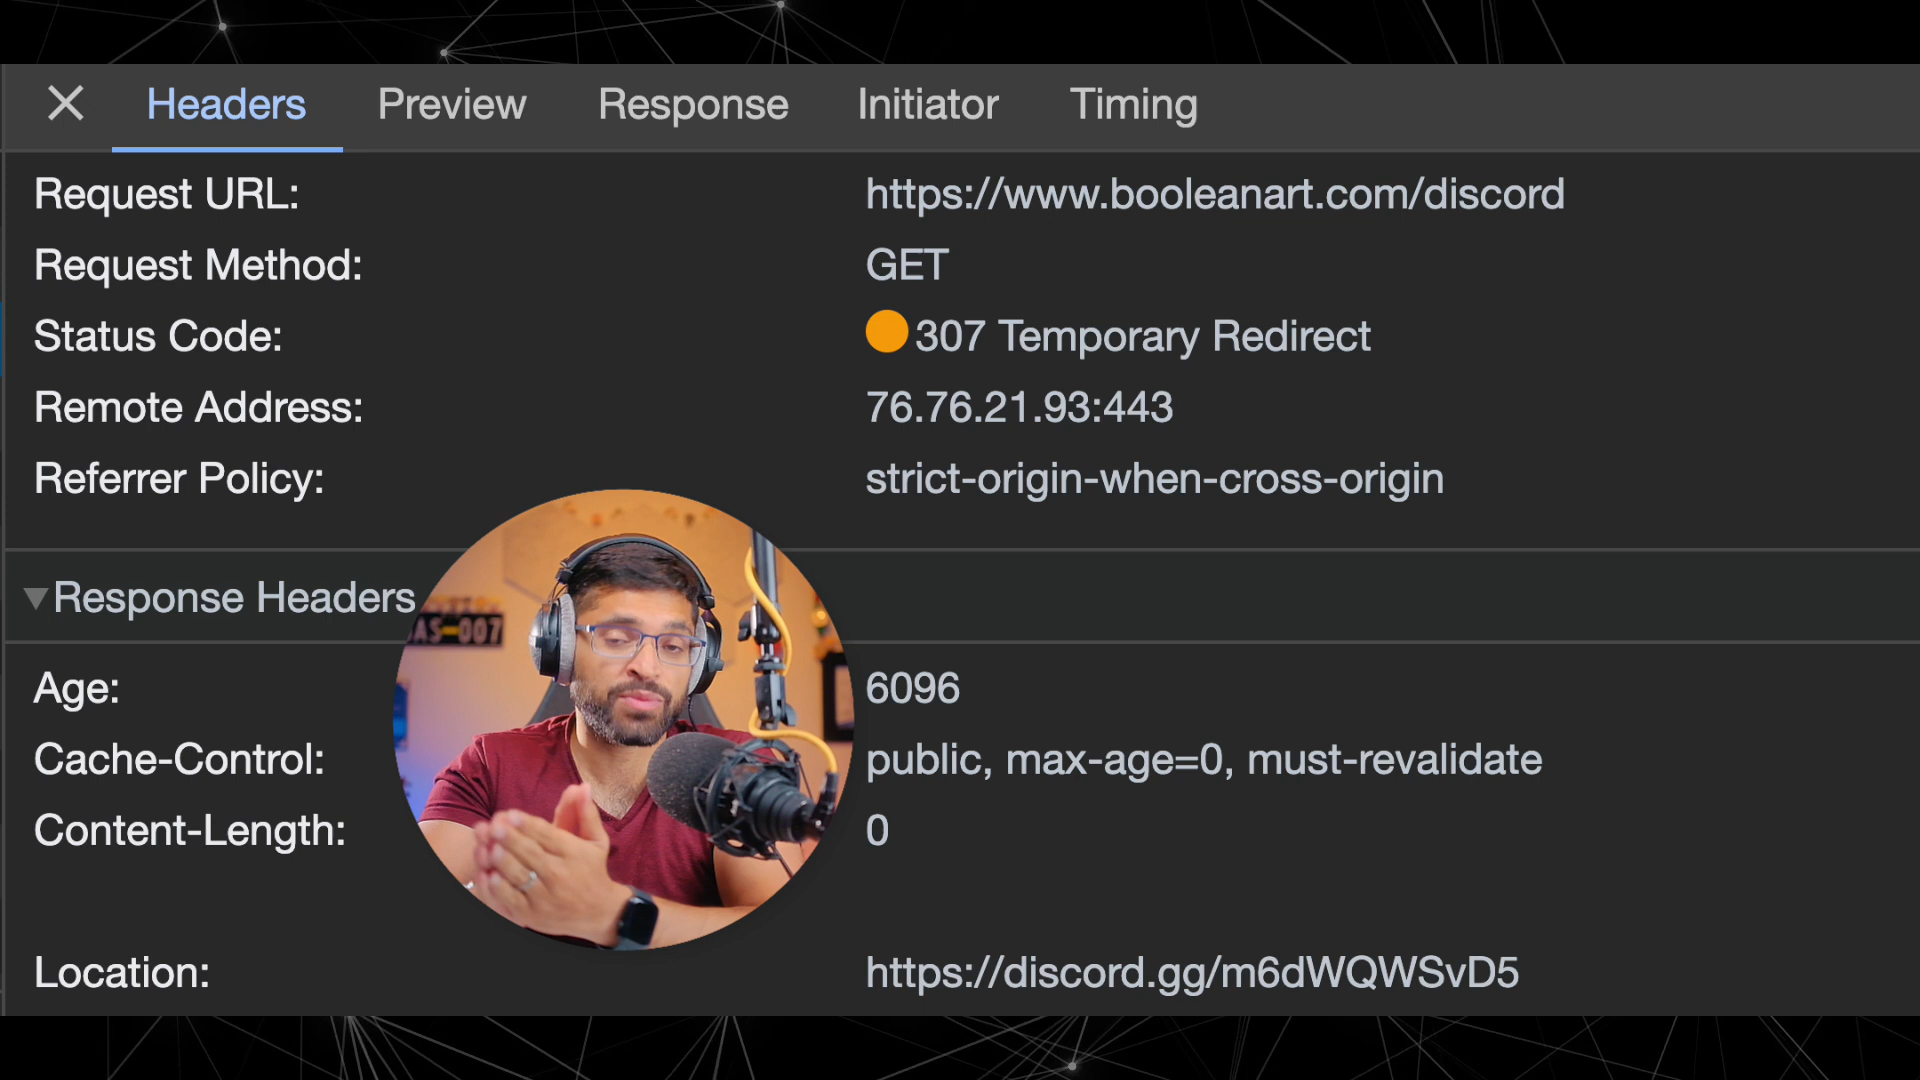 Headers Preview Response Initiator Timing
Request URL: https://www.booleanart.com/discord
Request Method: GET
Status Code: 307 Temporary Redirect
Remote Address: 76.76.21.93:443
Referrer Policy: strict-origin-when-cross-origin
Response Headers
AS-007
Age: 6096
Cache-Control: public, max-age=0, must-revalidate
Content-Length: 0
Location: https://discord.gg/m6dWQWSvD5